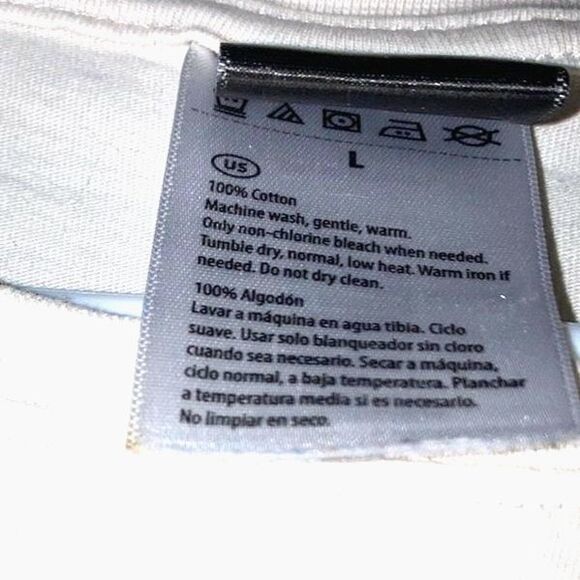 L
US
100% Cotton
Machine wash, gentle, warm.
Only non-chlorine bleach when needed.
Tumble dry, normal, low heat. Warm iron if
needed. Do not dry clean.
100% Algodón
Lavar a máquina en agua tibia. Ciclo
suave. Usar solo blanqueador sin cloro
cuando sea necesario. Secar a máquina,
ciclo normal, a baja temperatura. Planchar
a temperatura media si es necesario.
No limpiar en seco.